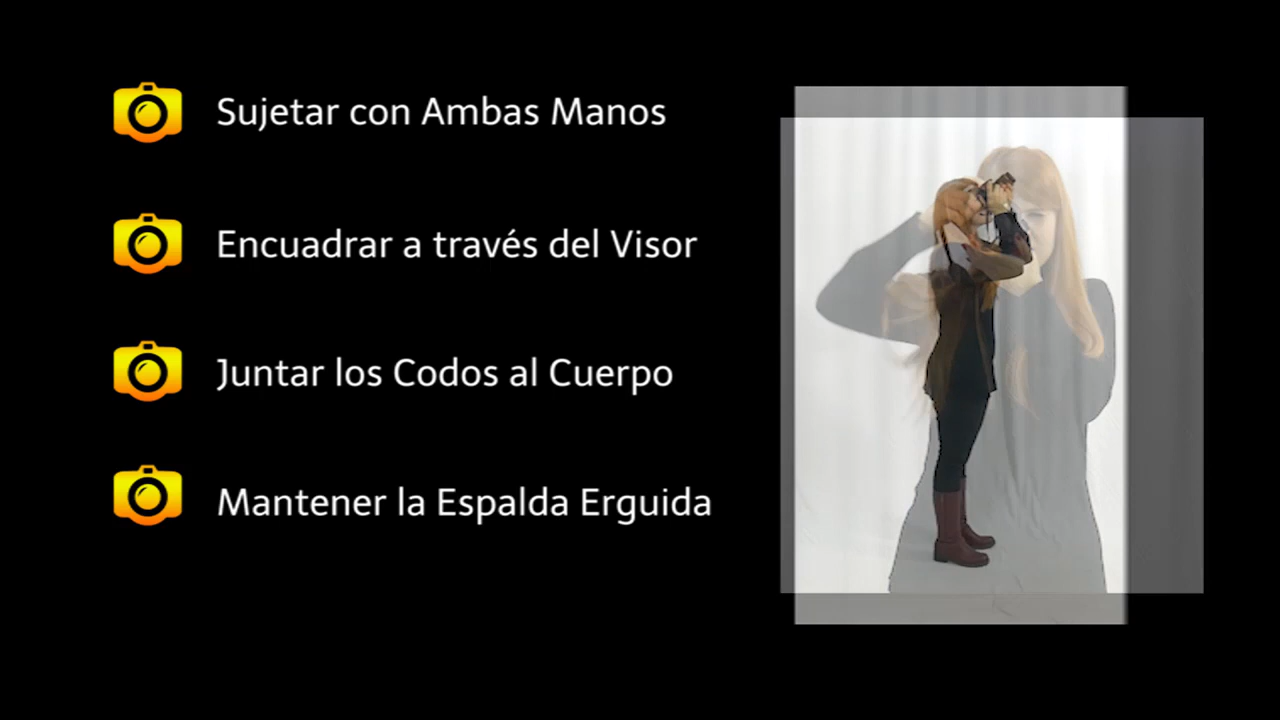 Sujetar con Ambas Manos
Encuadrar a través del Visor
Juntar los Codos al Cuerpo
Mantener la Espalda Erguida